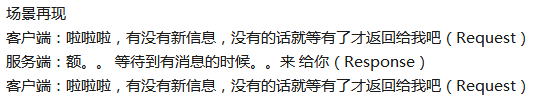 场景再现
客户端：啦啦啦，有没有新信息，没有的话就等有了才返回给我吧（Request）
服务端：额。。 等待到有消息的时候。。来 给你（Response）
客户端：啦啦啦，有没有新信息，没有的话就等有了才返回给我吧（Request）